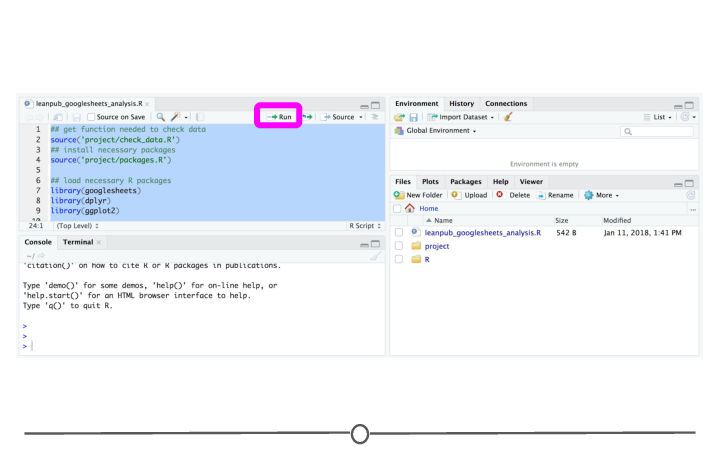 leanpub_googlesheets_analysis.R
Source on Save
Run
Source
1 ## get function needed to check data
2 source('project/check_data.R')
3 ## install necessary packages
4 source('project/packages.R')
5
6 ## load necessary R packages
7 library(googlesheets)
8 library(dplyr)
9 library(ggplot2)
10
24:1 (Top Level) R Script
Console Terminal
~/
'citation()' on how to cite R or R packages in publications.
Type 'demo()' for some demos, 'help()' for on-line help, or
'help.start()' for an HTML browser interface to help.
Type 'q()' to quit R.
>
>
>
Environment History Connections
Import Dataset List
Global Environment
Environment is empty
Files Plots Packages Help Viewer
New Folder Upload Delete Rename More
Home ...
Name Size Modified
leanpub_googlesheets_analysis.R 542 B Jan 11, 2018, 1:41 PM
project
R